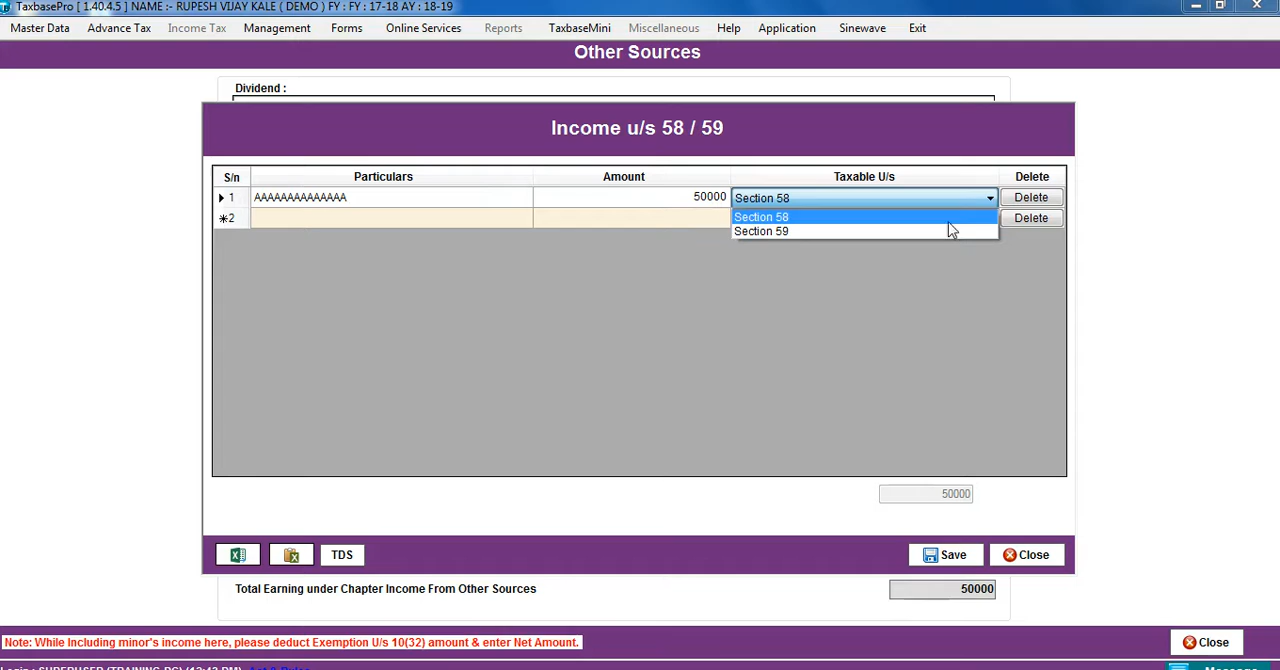 TaxbasePro [ 1.40.4.5 ] NAME :- RUPESH VIJAY KALE ( DEMO ) FY : FY : 17-18 AY : 18-19
Master Data Advance Tax Income Tax Management Forms Online Services Reports TaxbaseMini Miscellaneous Help Application Sinewave Exit
Other Sources
Dividend :
Income u/s 58 / 59
S/n Particulars Amount Taxable U/s Delete
1 AAAAAAAAAAAAAA 50000 Section 58 Delete
2 Section 58 Delete
Section 59
50000
TDS Save Close
Total Earning under Chapter Income From Other Sources 50000
Note: While Including minor's income here, please deduct Exemption U/s 10(32) amount & enter Net Amount. Close